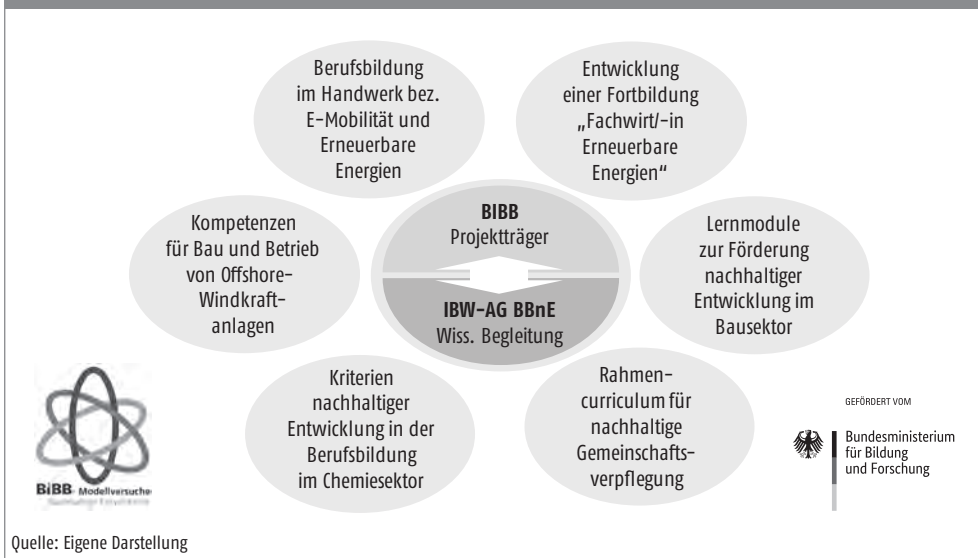 Berufsbildung
im Handwerk bez.
E-Mobilität und
Erneuerbare
Energien
Entwicklung
einer Fortbildung
„Fachwirt/-in
Erneuerbare
Energien“
Kompetenzen
für Bau und Betrieb
von Offshore-
Windkraft-
anlagen
BIBB
Projektträger
IBW-AG BBnE
Wiss. Begleitung
Lernmodule
zur Förderung
nachhaltiger
Entwicklung im
Bausektor
Kriterien
nachhaltiger
Entwicklung in der
Berufsbildung
im Chemiesektor
Rahmen-
curriculum für
nachhaltige
Gemeinschafts-
verpflegung
BiBB Modellversuche
GEFÖRDERT VOM
Bundesministerium
für Bildung
und Forschung
Quelle: Eigene Darstellung